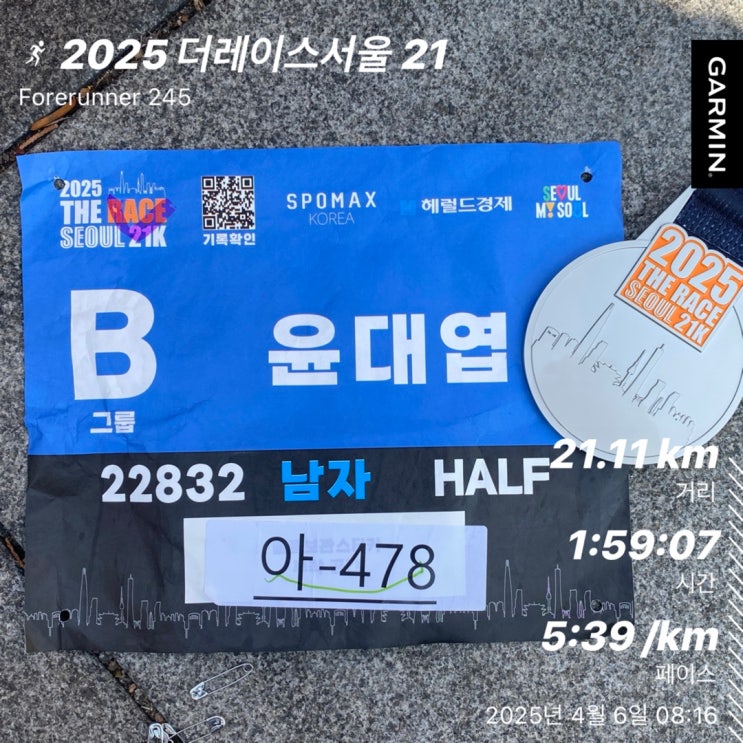 2025 더레이스서울 21
Forerunner 245
GARMIN
2025
THE RACE
SEOUL 21K
기록확인
SPOMAX
KOREA
헤럴드경제
SEOUL
MY SOUL
B
그룹
윤대엽
22832 남자 HALF
아-478
2025
THE RACE
SEOUL 21K
21.11 km
거리
1:59:07
시간
5:39 /km
페이스
2025년 4월 6일 08:16